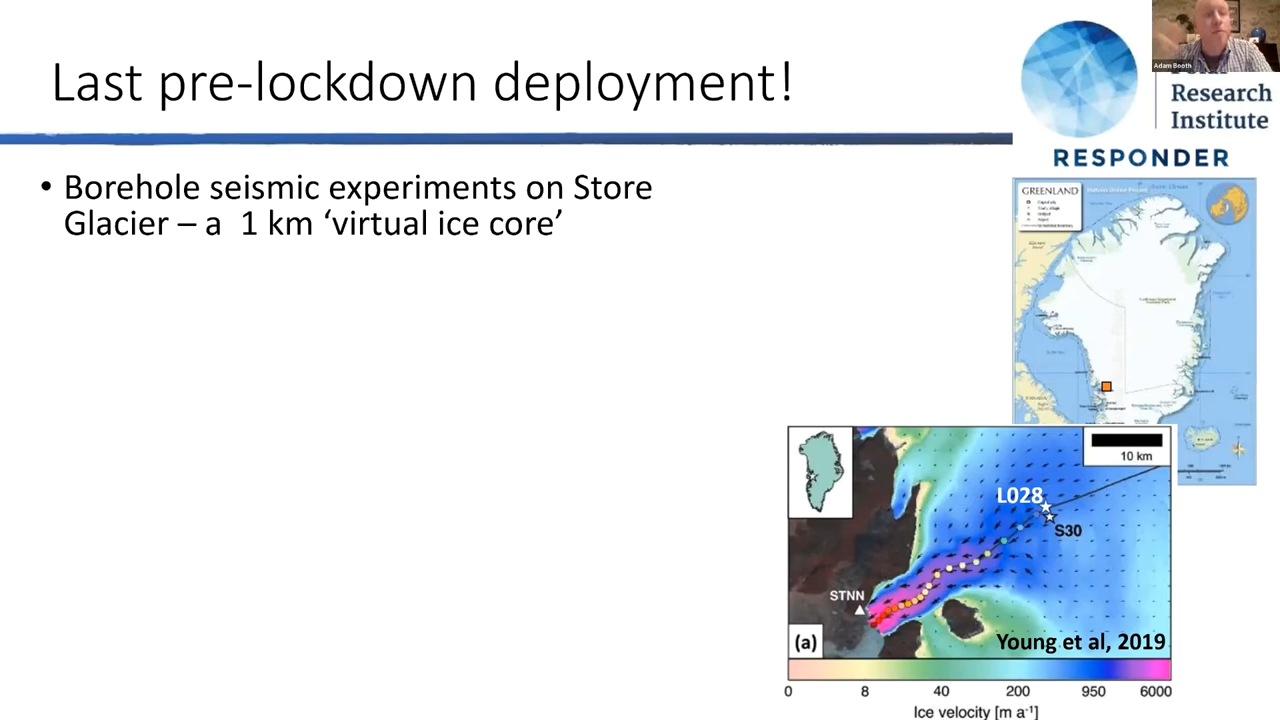 Last pre-lockdown deployment!
Adam Booth
Research
Institute
RESPONDER
• Borehole seismic experiments on Store
Glacier – a 1 km ‘virtual ice core’
GREENLAND
10 km
L028
S30
STNN
(a)
Young et al, 2019
0 8 40 200 950 6000
Ice velocity [m a⁻¹]